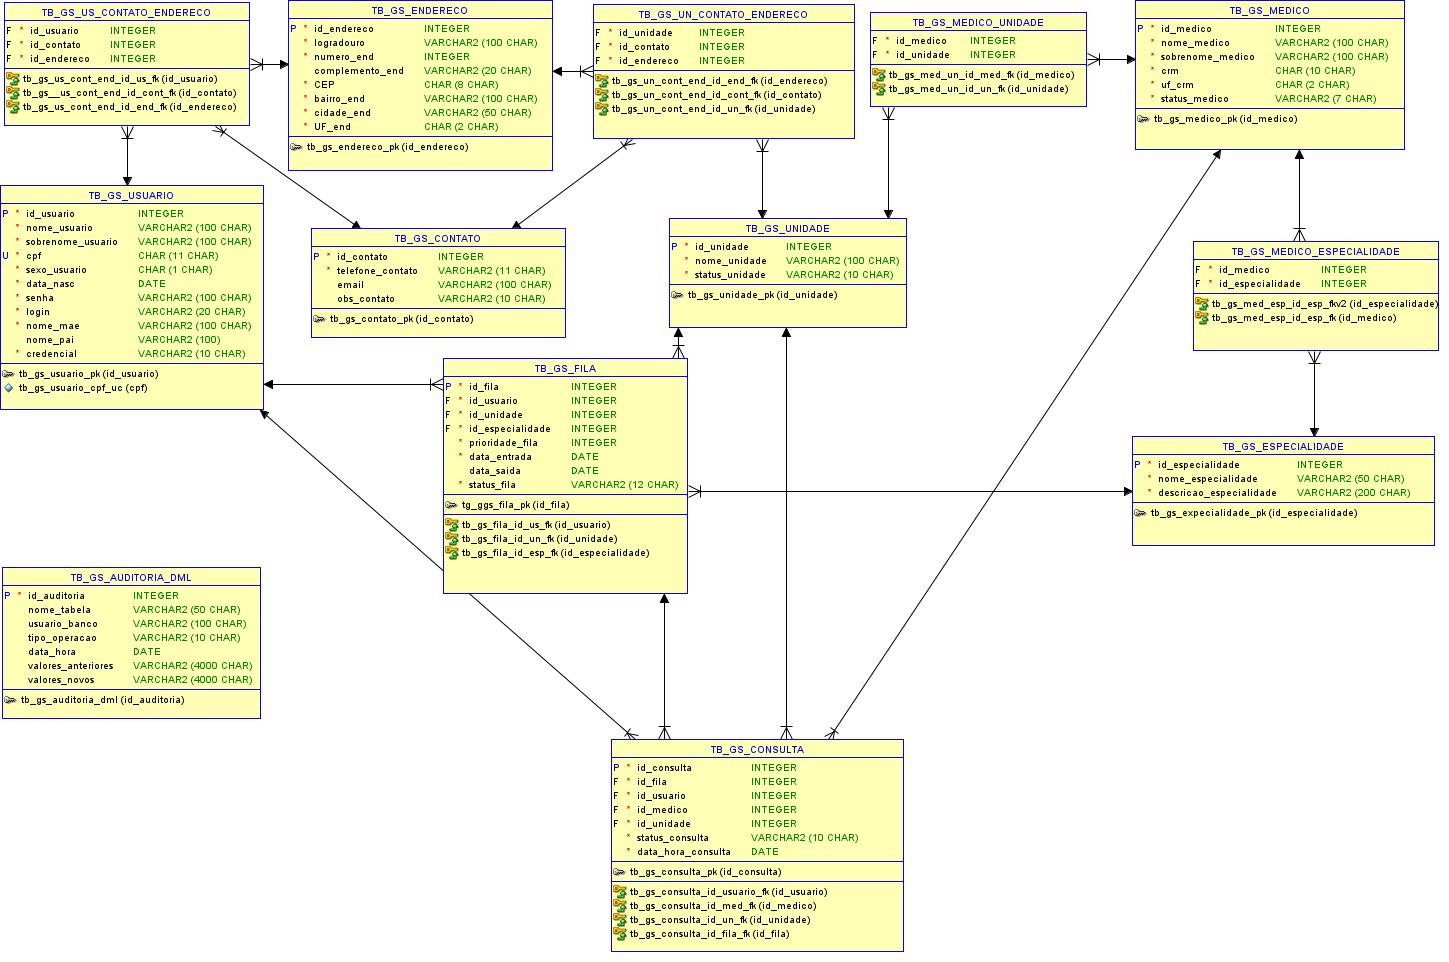 TB_GS_US_CONTATO_ENDERECO
F * id_usuario INTEGER
F * id_contato INTEGER
F * id_endereco INTEGER
tb_gs_us_cont_end_id_us_fk (id_usuario)
tb_gs__us_cont_end_id_cont_fk (id_contato)
tb_gs_us_cont_end_id_end_fk (id_endereco)
TB_GS_ENDERECO
P * id_endereco INTEGER
* logradouro VARCHAR2 (100 CHAR)
* numero_end INTEGER
* complemento_end VARCHAR2 (20 CHAR)
* CEP CHAR (8 CHAR)
* bairro_end VARCHAR2 (100 CHAR)
* cidade_end VARCHAR2 (50 CHAR)
* UF_end CHAR (2 CHAR)
tb_gs_endereco_pk (id_endereco)
TB_GS_UN_CONTATO_ENDERECO
F * id_unidade INTEGER
F * id_contato INTEGER
F * id_endereco INTEGER
tb_gs_un_cont_end_id_end_fk (id_endereco)
tb_gs_un_cont_end_id_cont_fk (id_contato)
tb_gs_un_cont_end_id_un_fk (id_unidade)
TB_GS_MEDICO_UNIDADE
F * id_medico INTEGER
F * id_unidade INTEGER
tb_gs_med_un_id_med_fk (id_medico)
tb_gs_med_un_id_un_fk (id_unidade)
TB_GS_MEDICO
P * id_medico INTEGER
* nome_medico VARCHAR2 (100 CHAR)
* sobrenome_medico VARCHAR2 (100 CHAR)
* crm CHAR (10 CHAR)
* uf_crm CHAR (2 CHAR)
* status_medico VARCHAR2 (7 CHAR)
tb_gs_medico_pk (id_medico)
TB_GS_USUARIO
P * id_usuario INTEGER
* nome_usuario VARCHAR2 (100 CHAR)
* sobrenome_usuario VARCHAR2 (100 CHAR)
U * cpf CHAR (11 CHAR)
* sexo_usuario CHAR (1 CHAR)
* data_nasc DATE
* senha VARCHAR2 (100 CHAR)
* login VARCHAR2 (20 CHAR)
* nome_mae VARCHAR2 (100 CHAR)
nome_pai VARCHAR2 (100)
* credencial VARCHAR2 (10 CHAR)
tb_gs_usuario_pk (id_usuario)
tb_gs_usuario_cpf_uc (cpf)
TB_GS_CONTATO
P * id_contato INTEGER
* telefone_contato VARCHAR2 (11 CHAR)
email VARCHAR2 (100 CHAR)
obs_contato VARCHAR2 (10 CHAR)
tb_gs_contato_pk (id_contato)
TB_GS_UNIDADE
P * id_unidade INTEGER
* nome_unidade VARCHAR2 (100 CHAR)
* status_unidade VARCHAR2 (10 CHAR)
tb_gs_unidade_pk (id_unidade)
TB_GS_MEDICO_ESPECIALIDADE
F * id_medico INTEGER
F * id_especialidade INTEGER
tb_gs_med_esp_id_esp_fkv2 (id_especialidade)
tb_gs_med_esp_id_esp_fk (id_medico)
TB_GS_FILA
P * id_fila INTEGER
F * id_usuario INTEGER
F * id_unidade INTEGER
F * id_especialidade INTEGER
* prioridade_fila INTEGER
* data_entrada DATE
data_saida DATE
* status_fila VARCHAR2 (12 CHAR)
tg_ggs_fila_pk (id_fila)
tb_gs_fila_id_us_fk (id_usuario)
tb_gs_fila_id_un_fk (id_unidade)
tb_gs_fila_id_esp_fk (id_especialidade)
TB_GS_ESPECIALIDADE
P * id_especialidade INTEGER
* nome_especialidade VARCHAR2 (50 CHAR)
* descricao_especialidade VARCHAR2 (200 CHAR)
tb_gs_expecialidade_pk (id_especialidade)
TB_GS_AUDITORIA_DML
P * id_auditoria INTEGER
nome_tabela VARCHAR2 (50 CHAR)
usuario_banco VARCHAR2 (100 CHAR)
tipo_operacao VARCHAR2 (10 CHAR)
data_hora DATE
valores_anteriores VARCHAR2 (4000 CHAR)
valores_novos VARCHAR2 (4000 CHAR)
tb_gs_auditoria_dml (id_auditoria)
TB_GS_CONSULTA
P * id_consulta INTEGER
F * id_fila INTEGER
F * id_usuario INTEGER
F * id_medico INTEGER
F * id_unidade INTEGER
* status_consulta VARCHAR2 (10 CHAR)
* data_hora_consulta DATE
tb_gs_consulta_pk (id_consulta)
tb_gs_consulta_id_usuario_fk (id_usuario)
tb_gs_consulta_id_med_fk (id_medico)
tb_gs_consulta_id_un_fk (id_unidade)
tb_gs_consulta_id_fila_fk (id_fila)